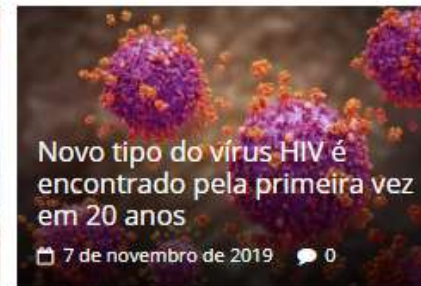 Novo tipo do vírus HIV é
encontrado pela primeira vez
em 20 anos
7 de novembro de 2019 0